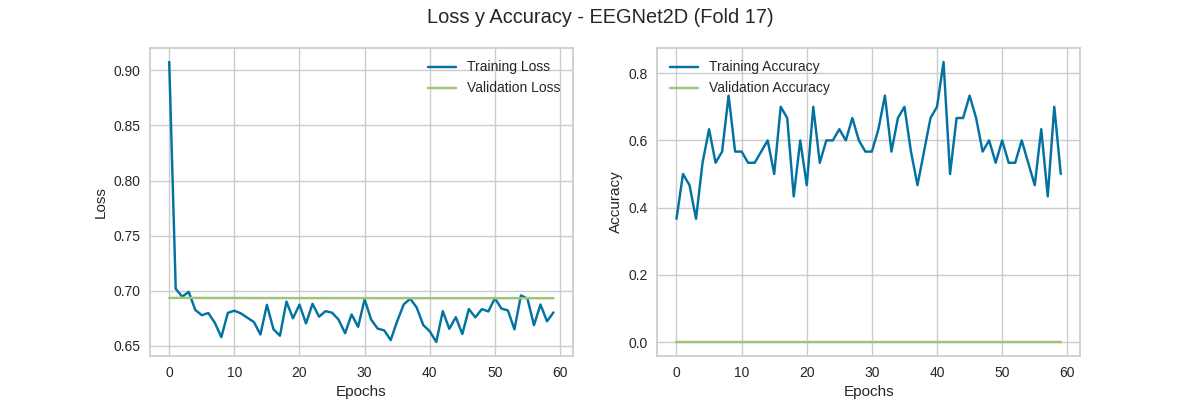 Loss y Accuracy - EEGNet2D (Fold 17)
Training Loss
Validation Loss
0.90
0.85
0.80
0.75
0.70
0.65
Loss
0 10 20 30 40 50 60
Epochs
Training Accuracy
Validation Accuracy
0.8
0.6
0.4
0.2
0.0
Accuracy
0 10 20 30 40 50 60
Epochs